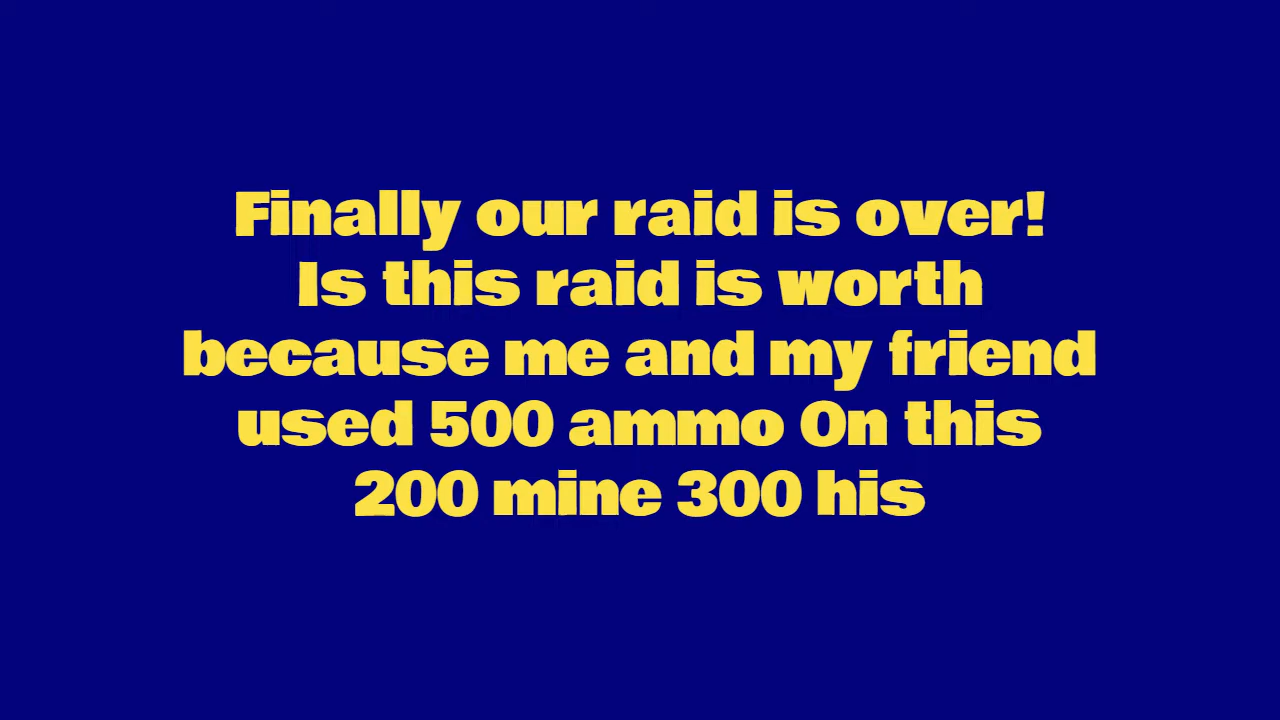 Finally our raid is over!
Is this raid is worth
because me and my friend
used 500 ammo On this
200 mine 300 his